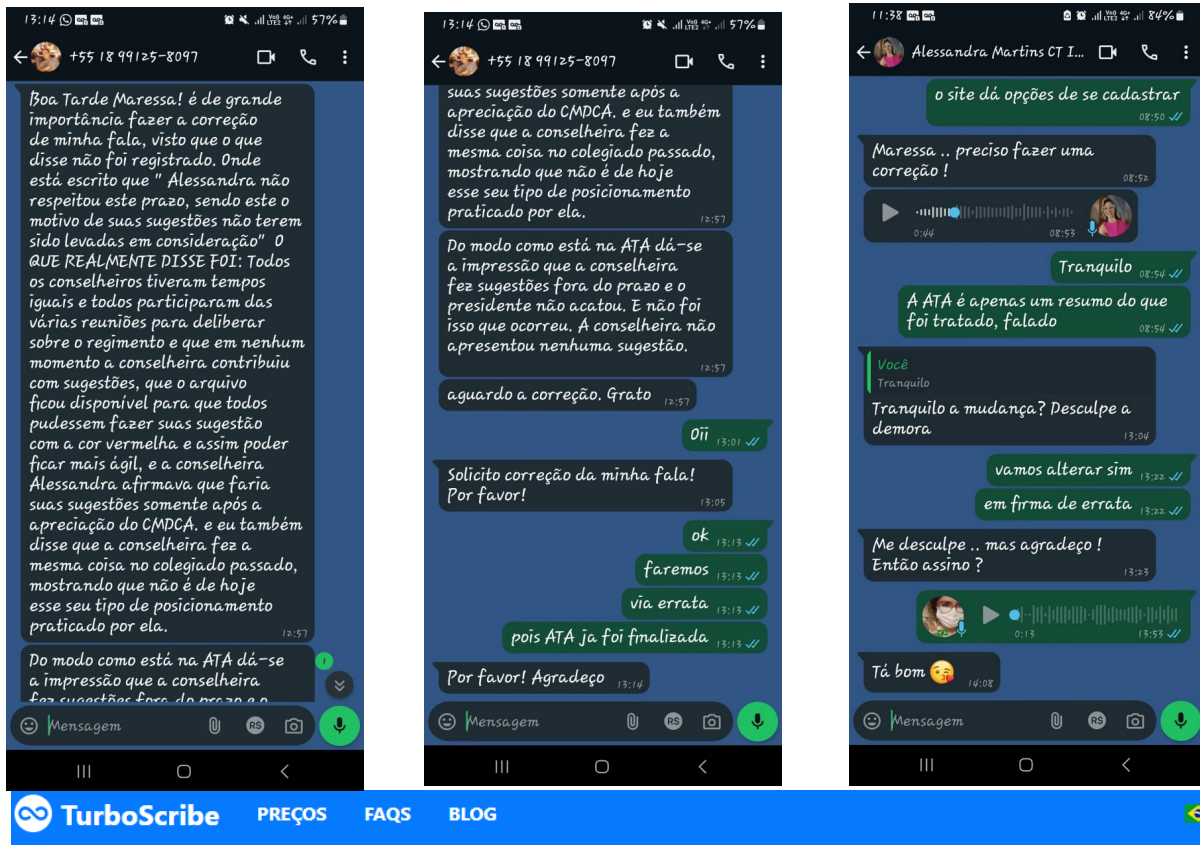 13:14 57%
+55 18 99125-8097
Boa Tarde Maressa! é de grande
importância fazer a correção
de minha fala, visto que o que
disse não foi registrado. Onde
está escrito que " Alessandra não
respeitou este prazo, sendo este o
motivo de suas sugestões não terem
sido levadas em consideração" O
QUE REALMENTE DISSE FOI: Todos
os conselheiros tiveram tempos
iguais e todos participaram das
várias reuniões para deliberar
sobre o regimento e que em nenhum
momento a conselheira contribuiu
com sugestões, que o arquivo
ficou disponível para que todos
pudessem fazer suas sugestão
com a cor vermelha e assim poder
ficar mais ágil, e a conselheira
Alessandra afirmava que faria
suas sugestões somente após a
apreciação do CMDCA. e eu também
disse que a conselheira fez a
mesma coisa no colegiado passado,
mostrando que não é de hoje
esse seu tipo de posicionamento
praticado por ela.
12:57
Do modo como está na ATA dá-se
a impressão que a conselheira
fez sugestões fora do prazo e o
1
Mensagem
RS
13:14 57%
+55 18 99125-8097
suas sugestões somente após a
apreciação do CMDCA. e eu também
disse que a conselheira fez a
mesma coisa no colegiado passado,
mostrando que não é de hoje
esse seu tipo de posicionamento
praticado por ela.
12:57
Do modo como está na ATA dá-se
a impressão que a conselheira
fez sugestões fora do prazo e o
presidente não acatou. E não foi
isso que ocorreu. A conselheira não
apresentou nenhuma sugestão.
12:57
aguardo a correção. Grato 12:57
Oii 13:01
Solicito correção da minha fala!
Por favor!
13:05
ok 13:13
faremos 13:13
via errata 13:13
pois ATA ja foi fmalizada 13:13
Por favor! Agradeço 13:14
Mensagem
RS
11:38 84%
Alessandra Martins CT I...
o site dá opções de se cadastrar
08:50
Maressa .. preciso fazer uma
correção !
08:52
0:44 08:53
Tranquilo 08:54
A ATA é apenas um resumo do que
foi tratado, falado 08:54
Você
Tranquilo
Tranquilo a mudança? Desculpe a
demora
13:04
vamos alterar sim 13:22
em firma de errata 13:22
Me desculpe .. mas agradeço !
Então assino ?
13:23
0:13 13:53
Tá bom 😘 14:08
Mensagem
RS
TurboScribe PREÇOS FAQS BLOG